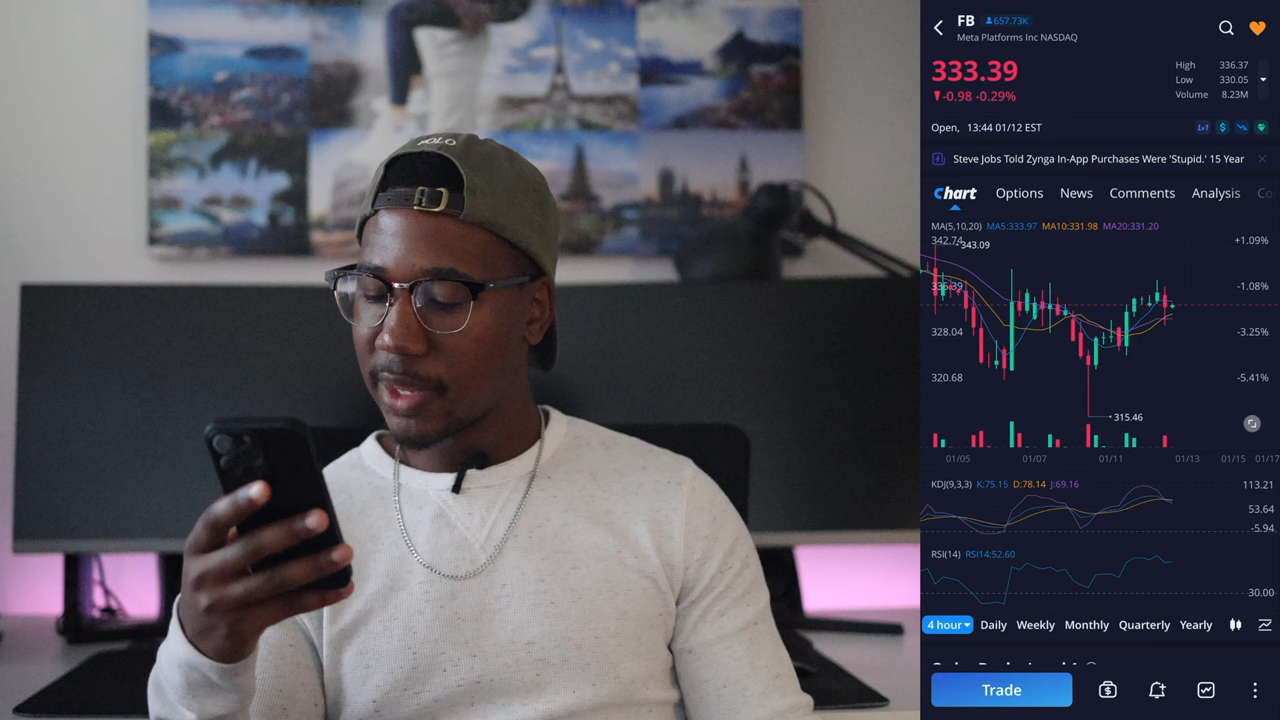 POLO
FB 657.73K
Meta Platforms Inc NASDAQ
333.39
-0.98 -0.29%
High 336.37
Low 330.05
Volume 8.23M
Open, 13:44 01/12 EST
Lv1 $
Steve Jobs Told Zynga In-App Purchases Were 'Stupid.' 15 Year
Chart Options News Comments Analysis Co
MA(5,10,20) MA5:333.97 MA10:331.98 MA20:331.20
342.74 343.09 +1.09%
335.39 -1.08%
328.04 -3.25%
320.68 -5.41%
315.46
01/05 01/07 01/11 01/13 01/15 01/17
KDJ(9,3,3) K:75.15 D:78.14 J:69.16
113.21
53.64
-5.94
RSI(14) RSI14:52.60
30.00
4 hour Daily Weekly Monthly Quarterly Yearly
Trade